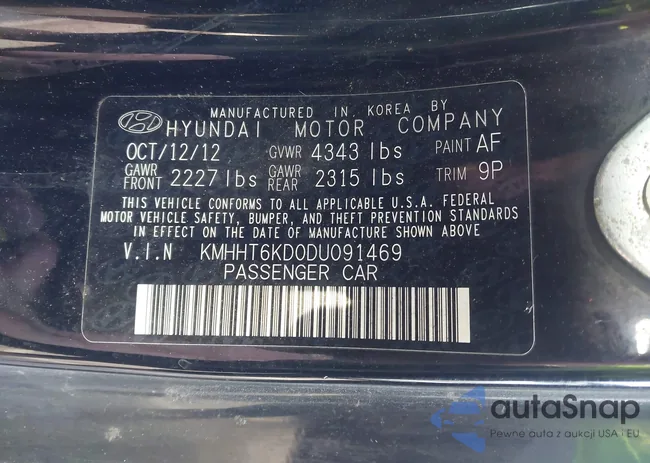 MANUFACTURED IN KOREA BY
HYUNDAI MOTOR COMPANY
OCT/12/12 GVWR 4343 lbs PAINT AF
GAWR FRONT 2227 lbs GAWR REAR 2315 lbs TRIM 9P
THIS VEHICLE CONFORMS TO ALL APPLICABLE U.S.A. FEDERAL
MOTOR VEHICLE SAFETY, BUMPER, AND THEFT PREVENTION STANDARDS
IN EFFECT ON THE DATE OF MANUFACTURE SHOWN ABOVE
V.I.N KMHHT6KD0DU091469
PASSENGER CAR
autaSnap
Pewne auta z aukcji USA i EU